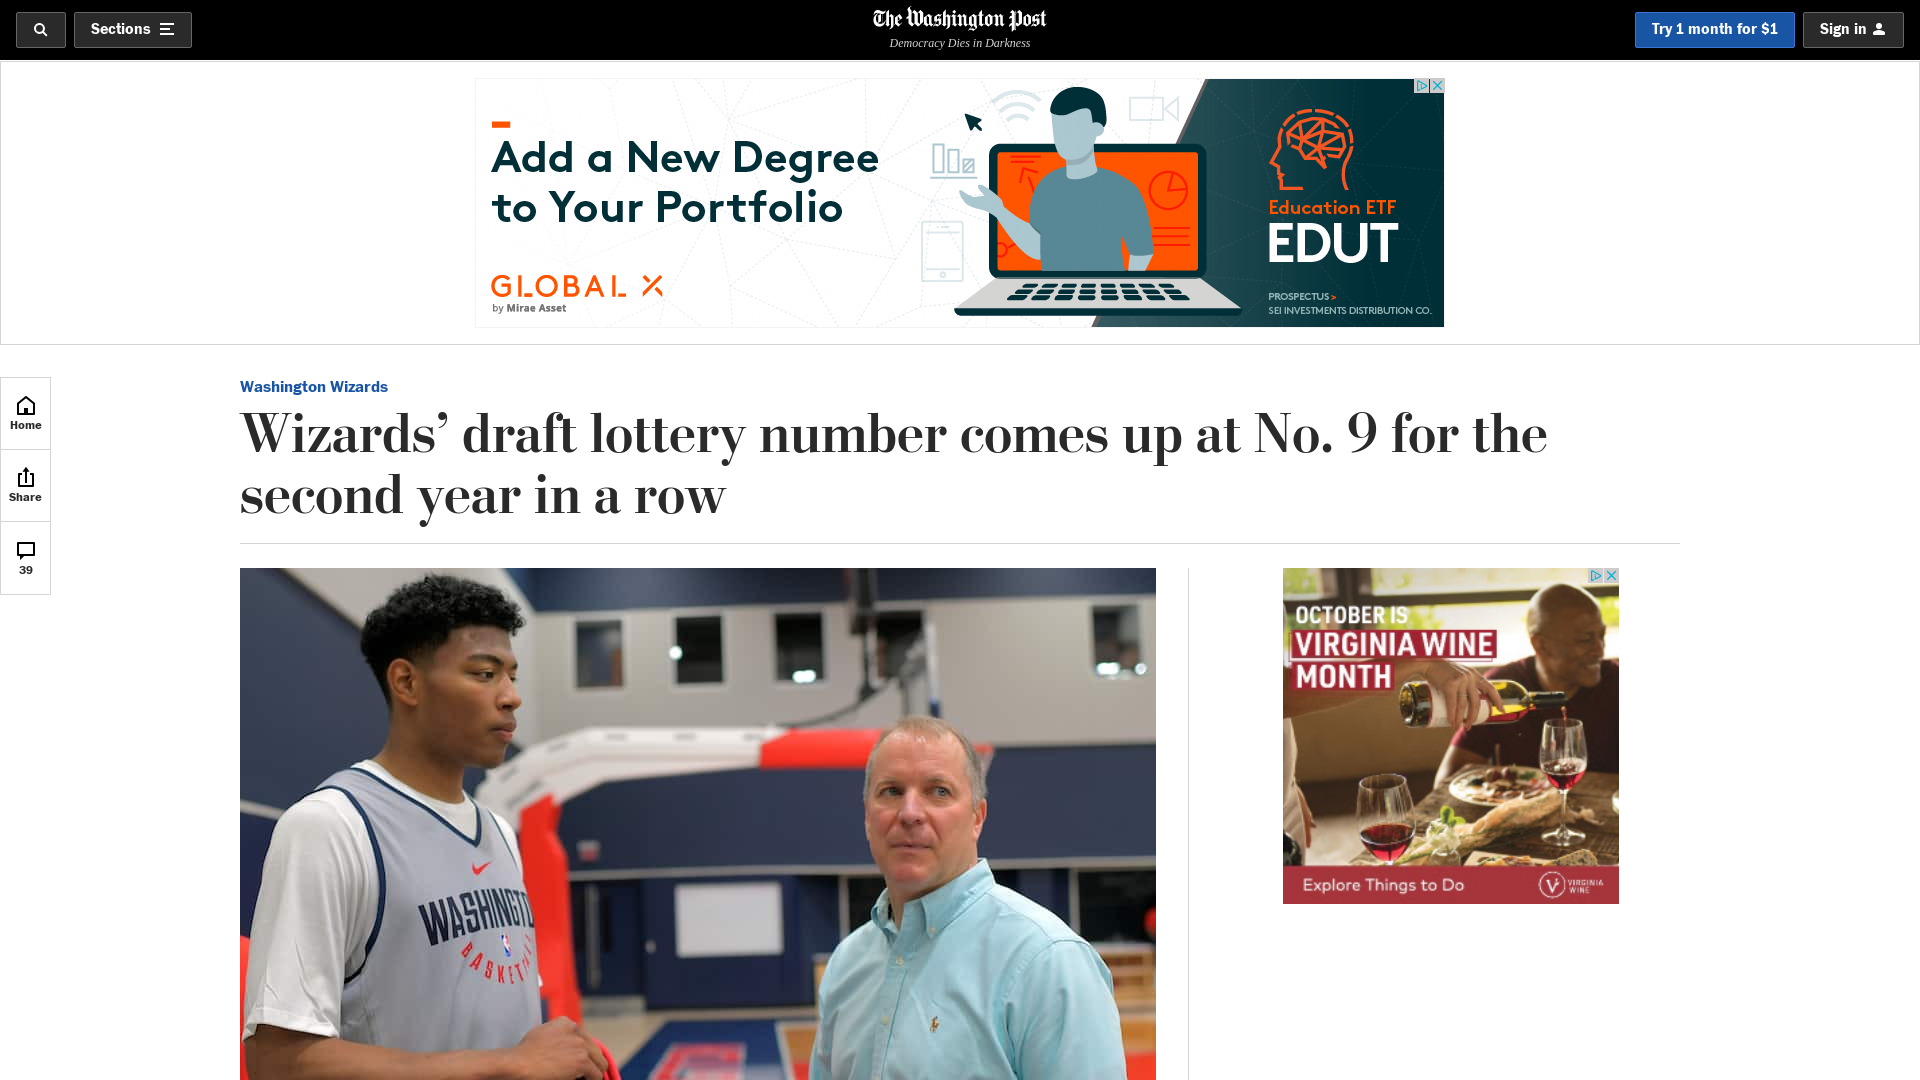 Sections
The Washington Post
Democracy Dies in Darkness
Try 1 month for $1
Sign in
Add a New Degree
to Your Portfolio
GLOBAL X
by Mirae Asset
Education ETF
EDUT
PROSPECTUS >
SEI INVESTMENTS DISTRIBUTION CO.
Home
Share
39
Washington Wizards
Wizards’ draft lottery number comes up at No. 9 for the
second year in a row
WASHINGTO
BASKET
OCTOBER IS
VIRGINIA WINE
MONTH
Explore Things to Do
VIRGINIA
WINE